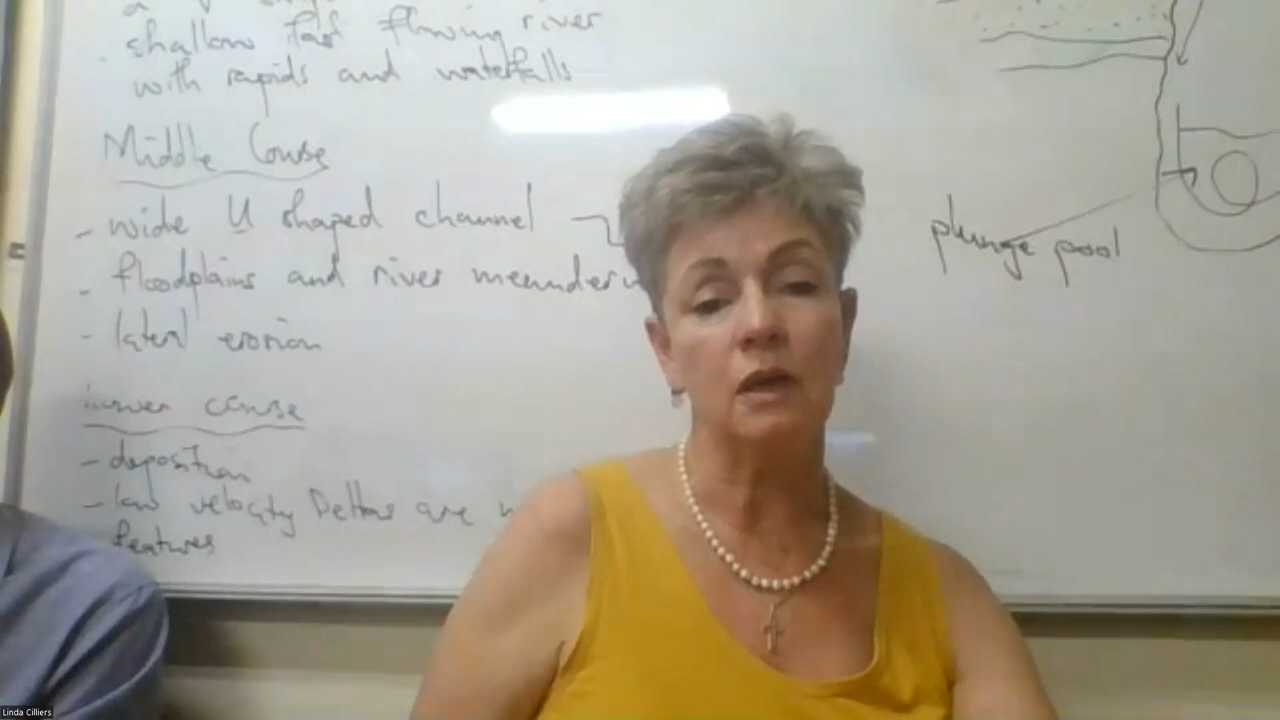 shallow fast flowing river
with rapids and waterfalls
Middle Course
- wide U shaped channel
- floodplains and river meanderin
- lateral erosion
Lower course
- deposition
- low velocity Deltas are
features
plunge pool
Linda Cilliers